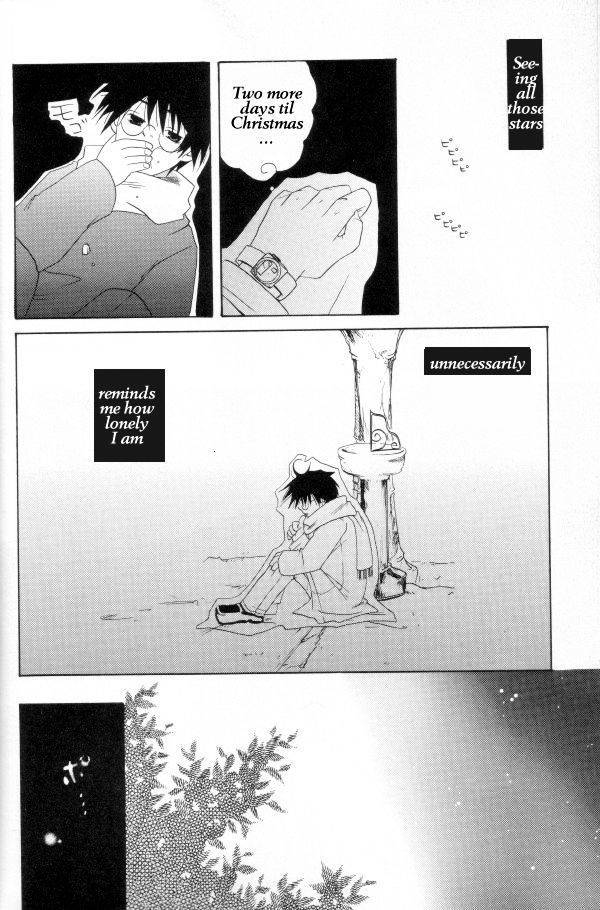 See-
ing
all
those
stars
ピピピピ
ピピピピ
Two more
days til
Christmas
...
unnecessarily
reminds
me how
lonely
I am
ポ...